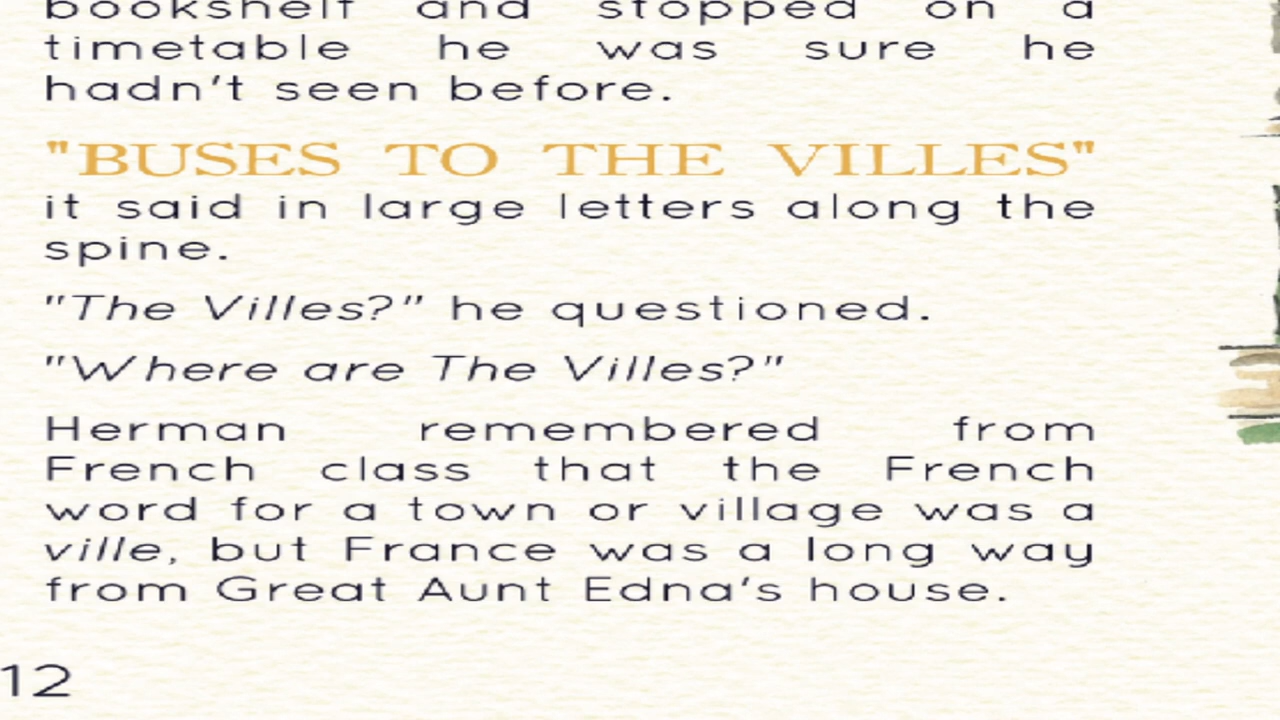 bookshelf and stopped on a
timetable he was sure he
hadn't seen before.
"BUSES TO THE VILLES"
it said in large letters along the
spine.
"The Villes?" he questioned.
"Where are The Villes?"
Herman remembered from
French class that the French
word for a town or village was a
ville, but France was a long way
from Great Aunt Edna's house.
12